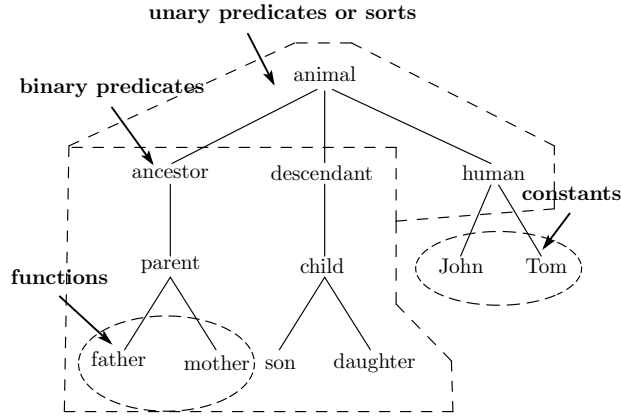 unary predicates or sorts
animal
binary predicates
ancestor descendant human
constants
parent child John Tom
functions
father mother son daughter